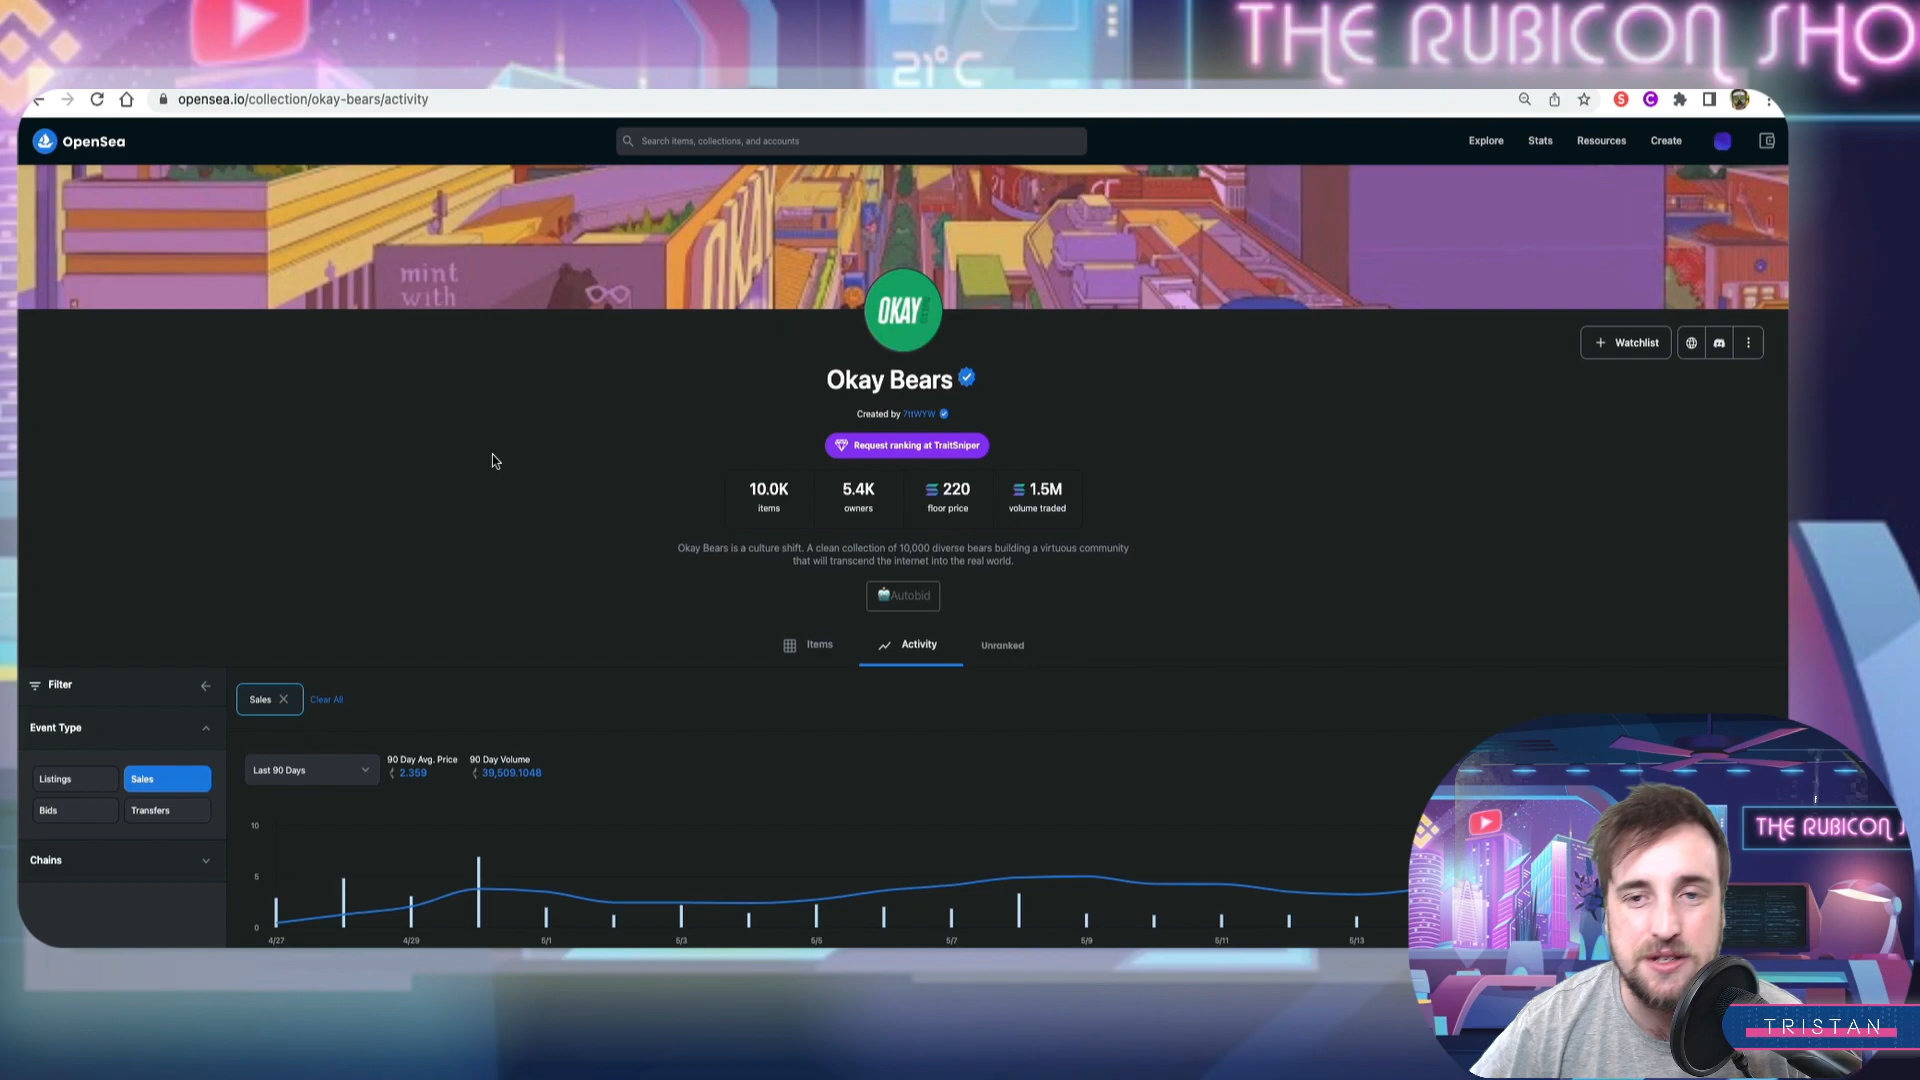 THE RUBICON SHO
21°C
opensea.io/collection/okay-bears/activity
OpenSea
Search items, collections, and accounts
Explore
Stats
Resources
Create
mint
with
OKAY
OKAY
Watchlist
Okay Bears
Created by 7ttWYW
Request ranking at TraitSniper
10.0K
items
5.4K
owners
220
floor price
1.5M
volume traded
Okay Bears is a culture shift. A clean collection of 10,000 diverse bears building a virtuous community
that will transcend the internet into the real world.
Autobid
Items
Activity
Unranked
Filter
Sales
Clear All
Event Type
Listings
Sales
Bids
Transfers
Chains
Last 90 Days
90 Day Avg. Price
2.359
90 Day Volume
39,509.1048
10
5
0
4/27
4/29
5/1
5/3
5/5
5/7
5/9
5/11
5/13
THE RUBICON
TRISTAN